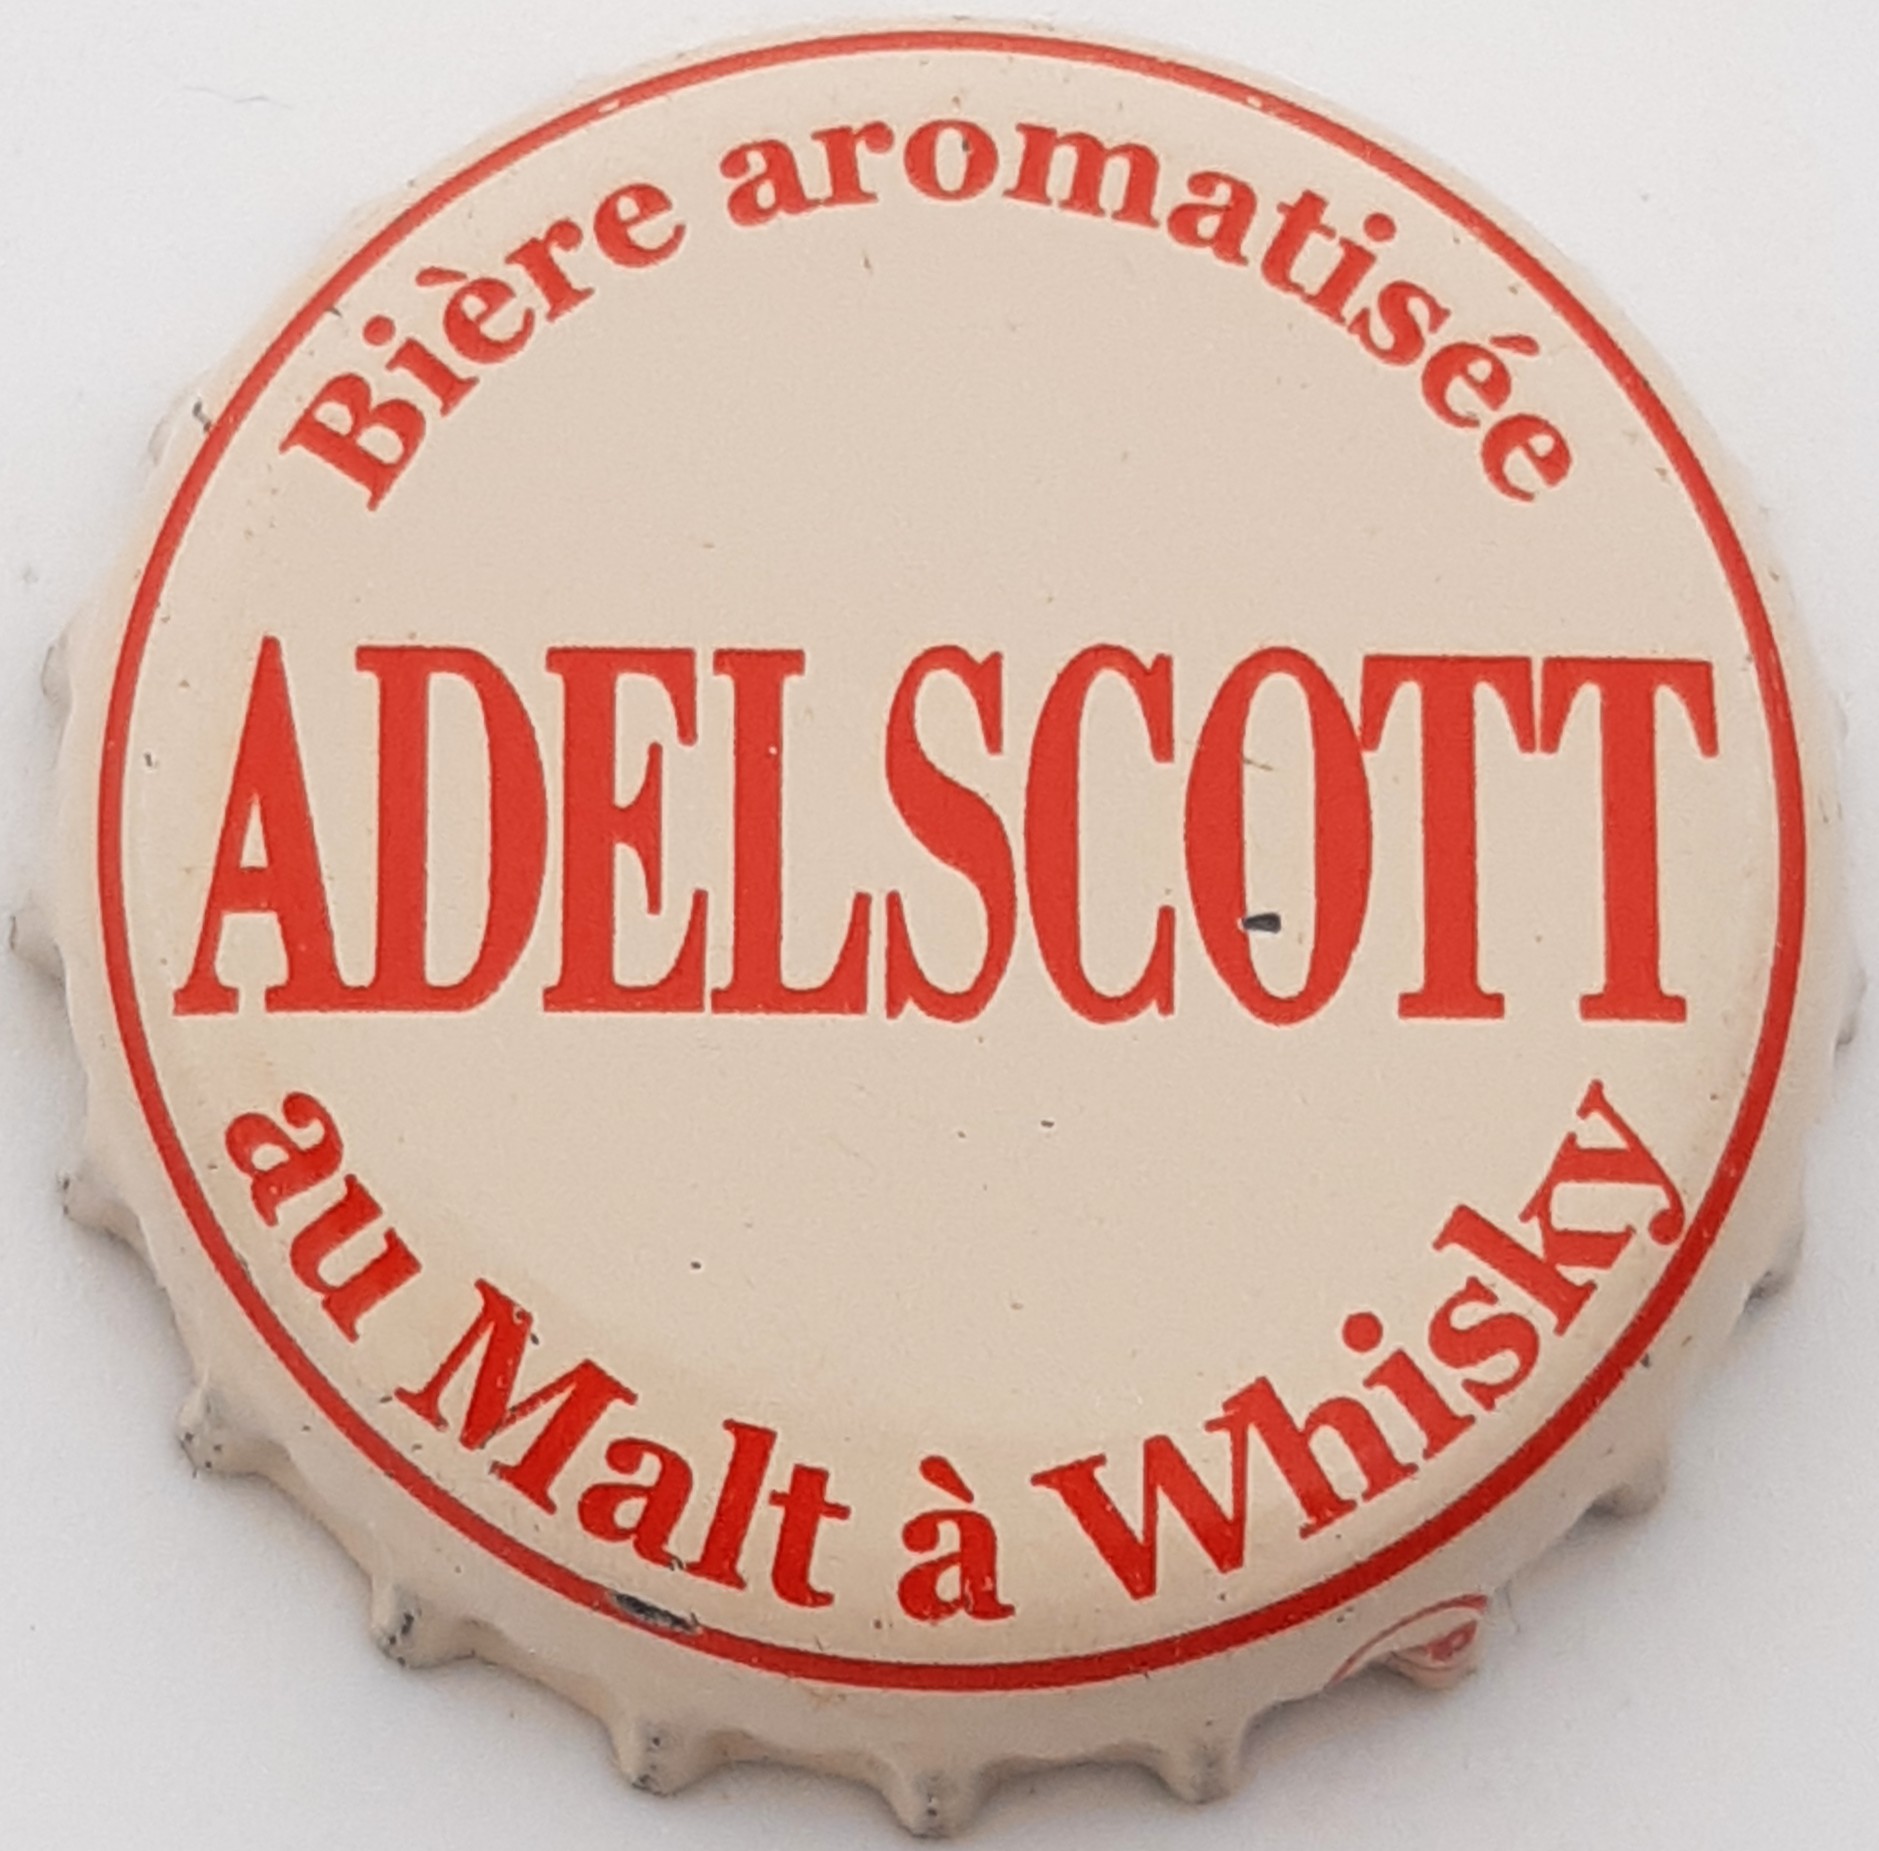 Bière aromatisée
ADELSCOTT
au Malt à Whisky